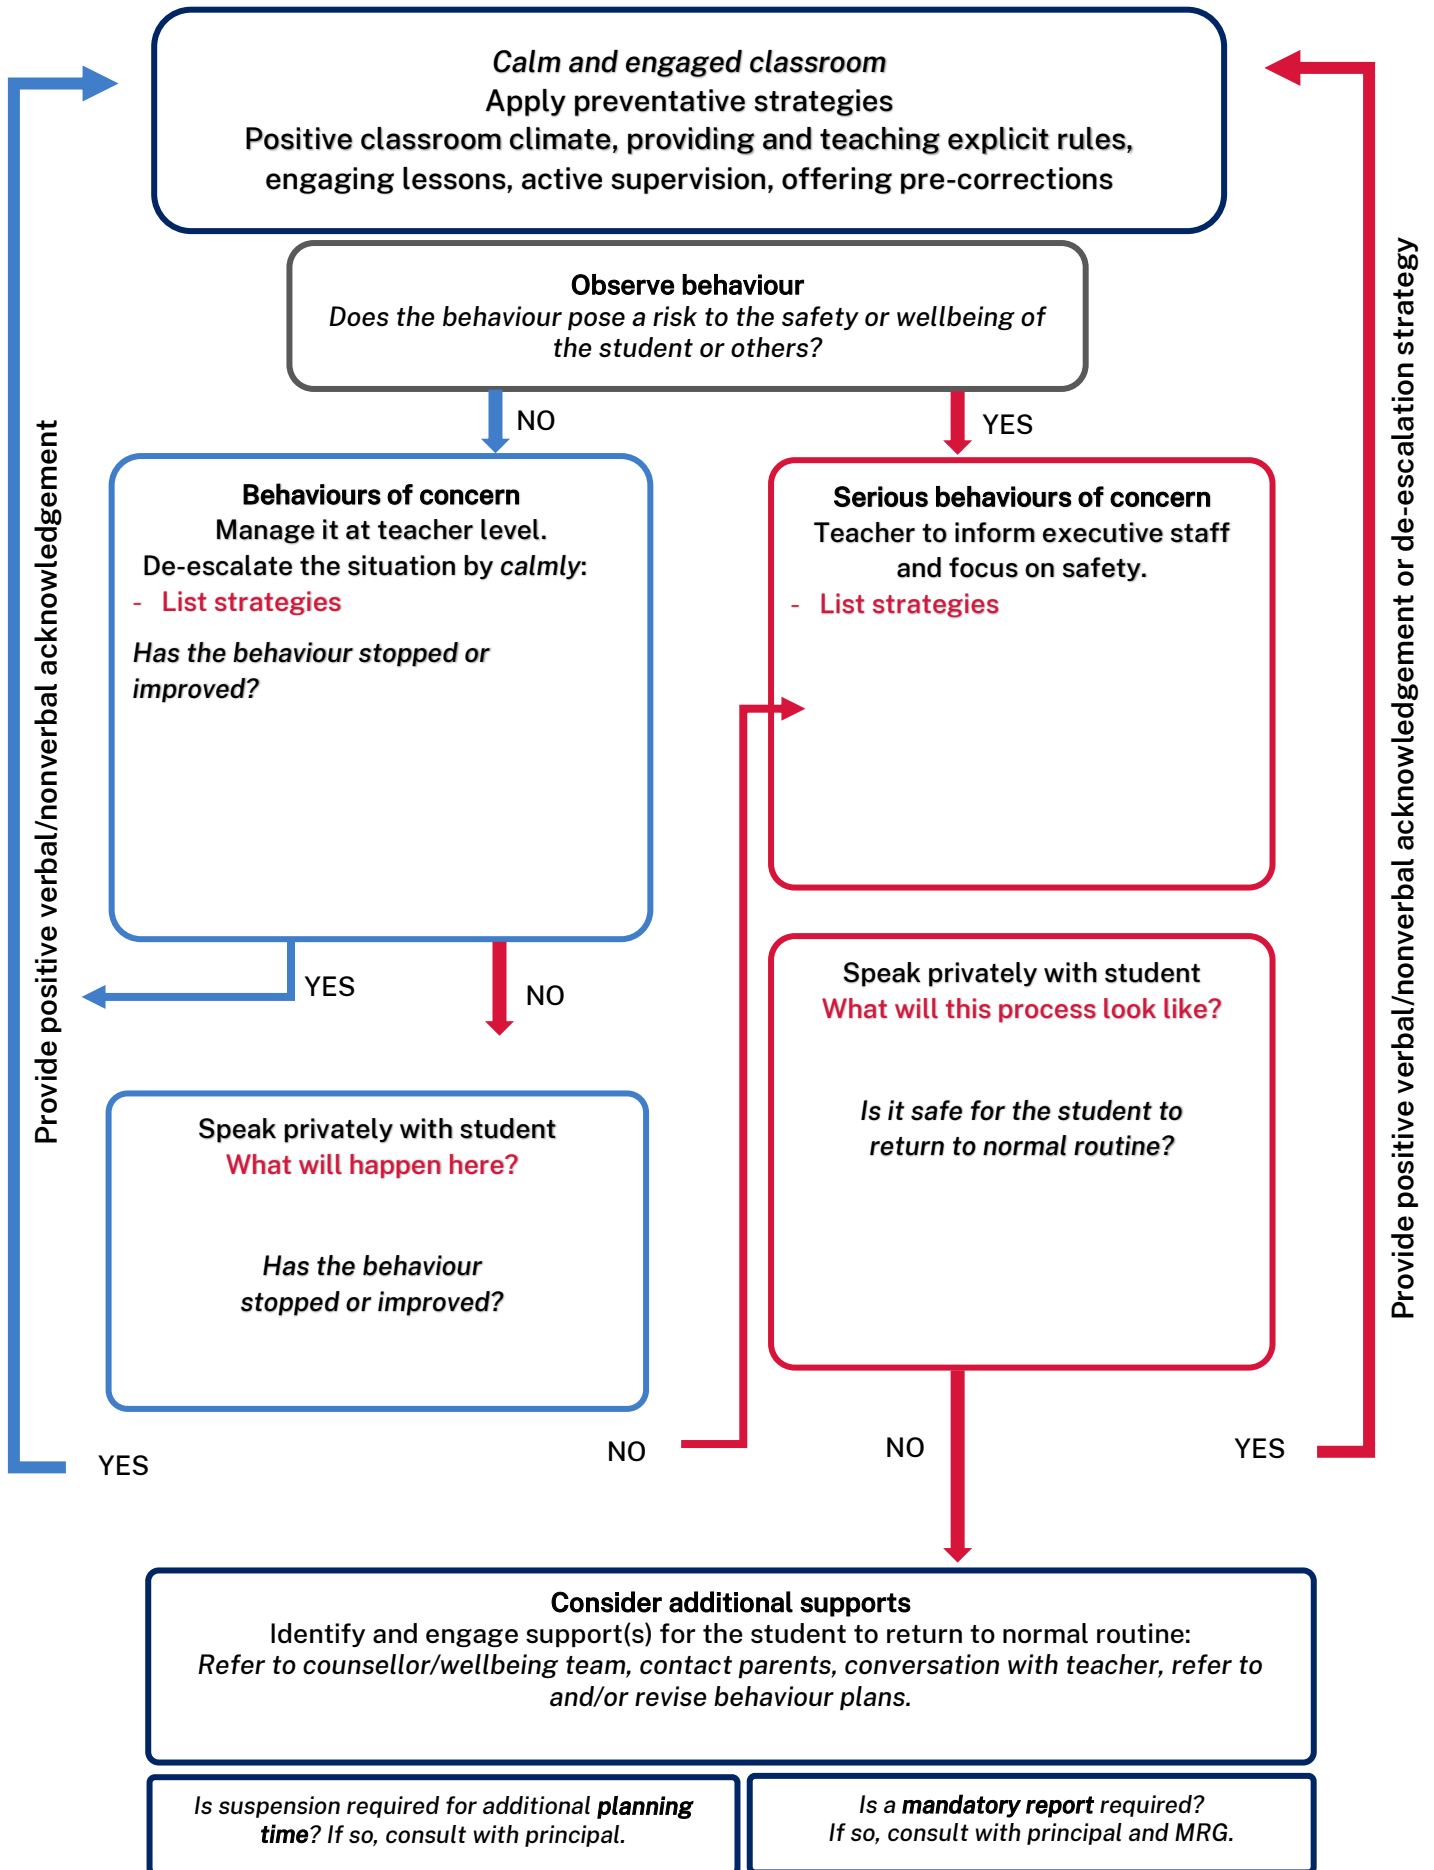 Calm and engaged classroom
Apply preventative strategies
Positive classroom climate, providing and teaching explicit rules,
engaging lessons, active supervision, offering pre-corrections
Observe behaviour
Does the behaviour pose a risk to the safety or wellbeing of
the student or others?
NO
YES
Behaviours of concern
Manage it at teacher level.
De-escalate the situation by calmly:
- List strategies
Has the behaviour stopped or
improved?
Serious behaviours of concern
Teacher to inform executive staff
and focus on safety.
- List strategies
YES
NO
Speak privately with student
What will happen here?
Has the behaviour
stopped or improved?
Speak privately with student
What will this process look like?
Is it safe for the student to
return to normal routine?
YES
NO
NO
YES
Provide positive verbal/nonverbal acknowledgement
Provide positive verbal/nonverbal acknowledgement or de-escalation strategy
Consider additional supports
Identify and engage support(s) for the student to return to normal routine:
Refer to counsellor/wellbeing team, contact parents, conversation with teacher, refer to
and/or revise behaviour plans.
Is suspension required for additional planning
time? If so, consult with principal.
Is a mandatory report required?
If so, consult with principal and MRG.